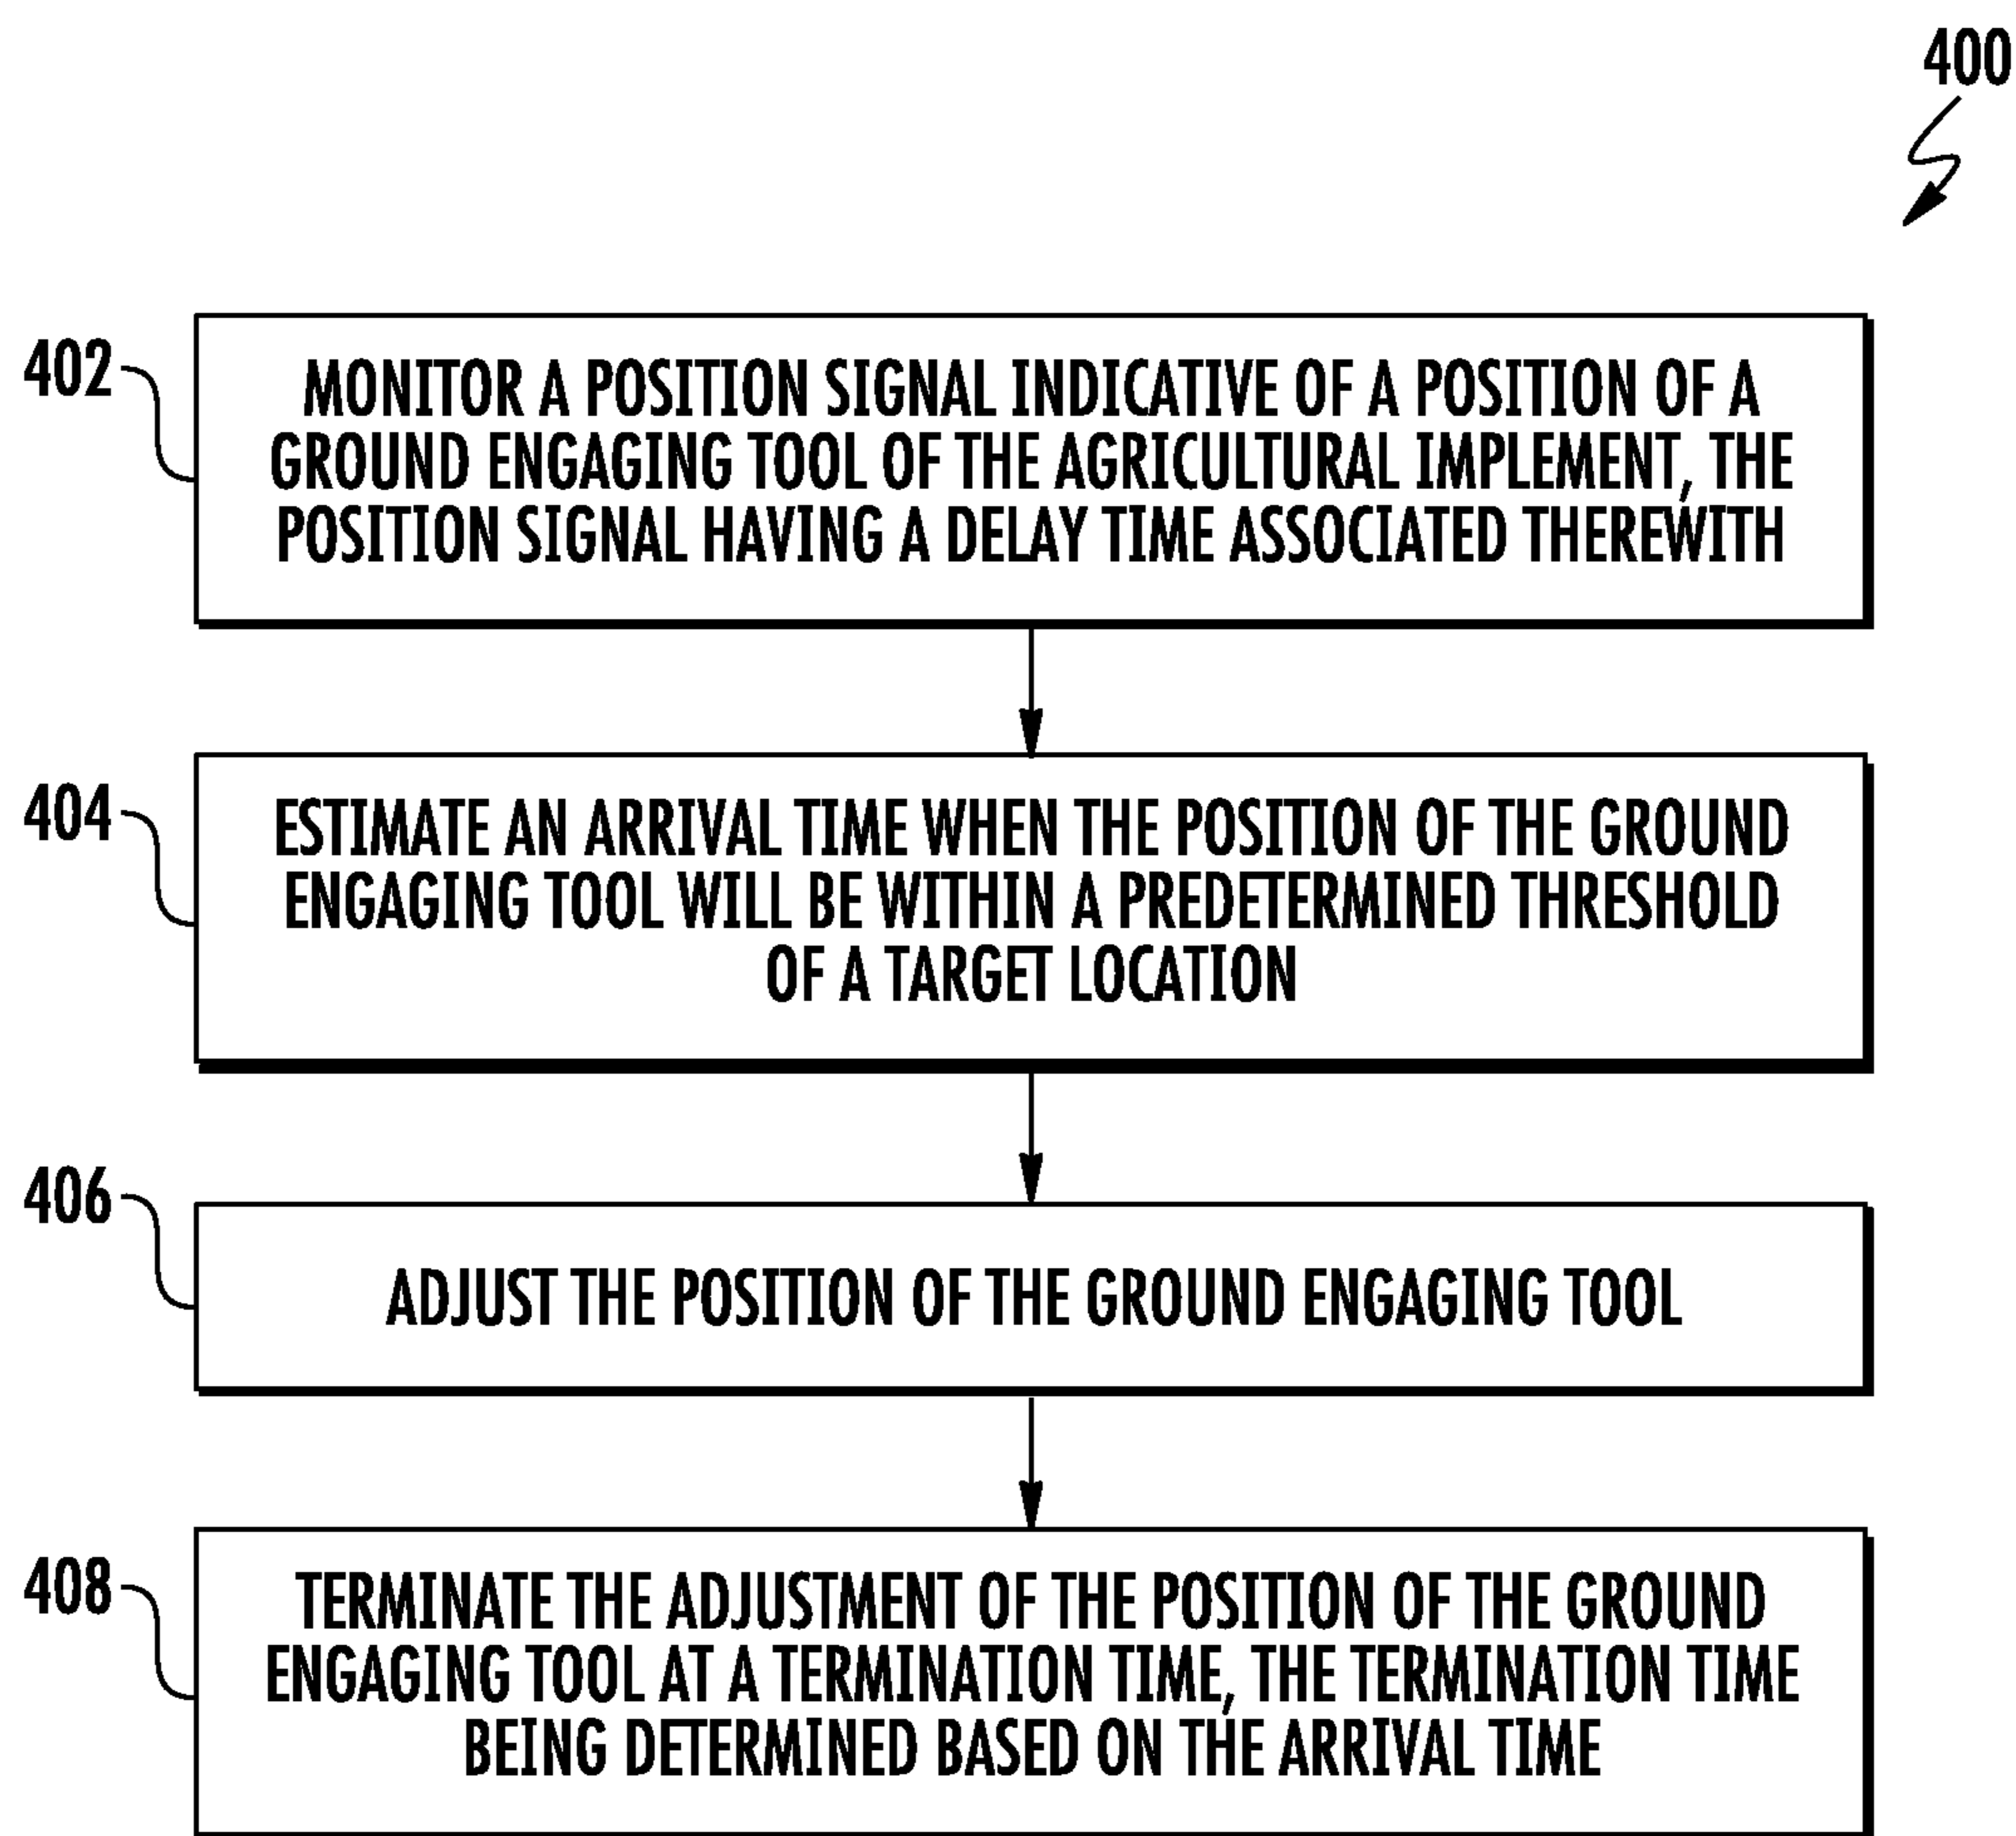 400
402
MONITOR A POSITION SIGNAL INDICATIVE OF A POSITION OF A
GROUND ENGAGING TOOL OF THE AGRICULTURAL IMPLEMENT, THE
POSITION SIGNAL HAVING A DELAY TIME ASSOCIATED THEREWITH
404
ESTIMATE AN ARRIVAL TIME WHEN THE POSITION OF THE GROUND
ENGAGING TOOL WILL BE WITHIN A PREDETERMINED THRESHOLD
OF A TARGET LOCATION
406
ADJUST THE POSITION OF THE GROUND ENGAGING TOOL
408
TERMINATE THE ADJUSTMENT OF THE POSITION OF THE GROUND
ENGAGING TOOL AT A TERMINATION TIME, THE TERMINATION TIME
BEING DETERMINED BASED ON THE ARRIVAL TIME